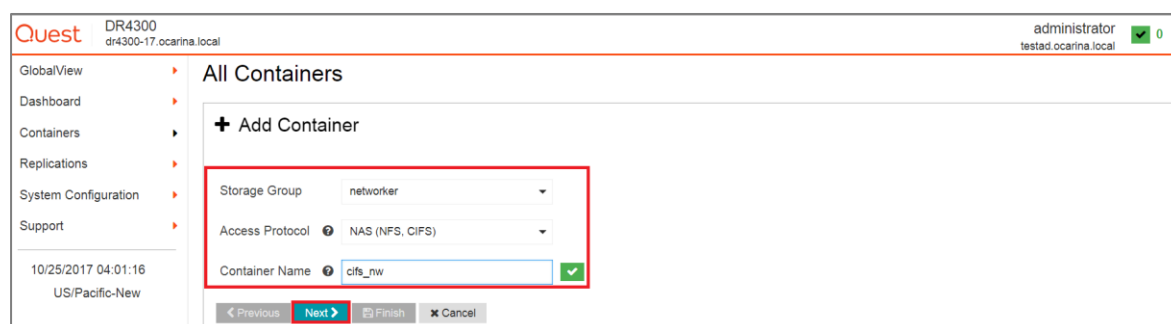 Quest DR4300 administrator 0
dr4300-17.ocarina.local testad.ocarina.local
GlobalView
Dashboard
Containers
Replications
System Configuration
Support
10/25/2017 04:01:16
US/Pacific-New
All Containers
Add Container
Storage Group networker
Access Protocol NAS (NFS, CIFS)
Container Name cifs_nw
Previous Next Finish Cancel